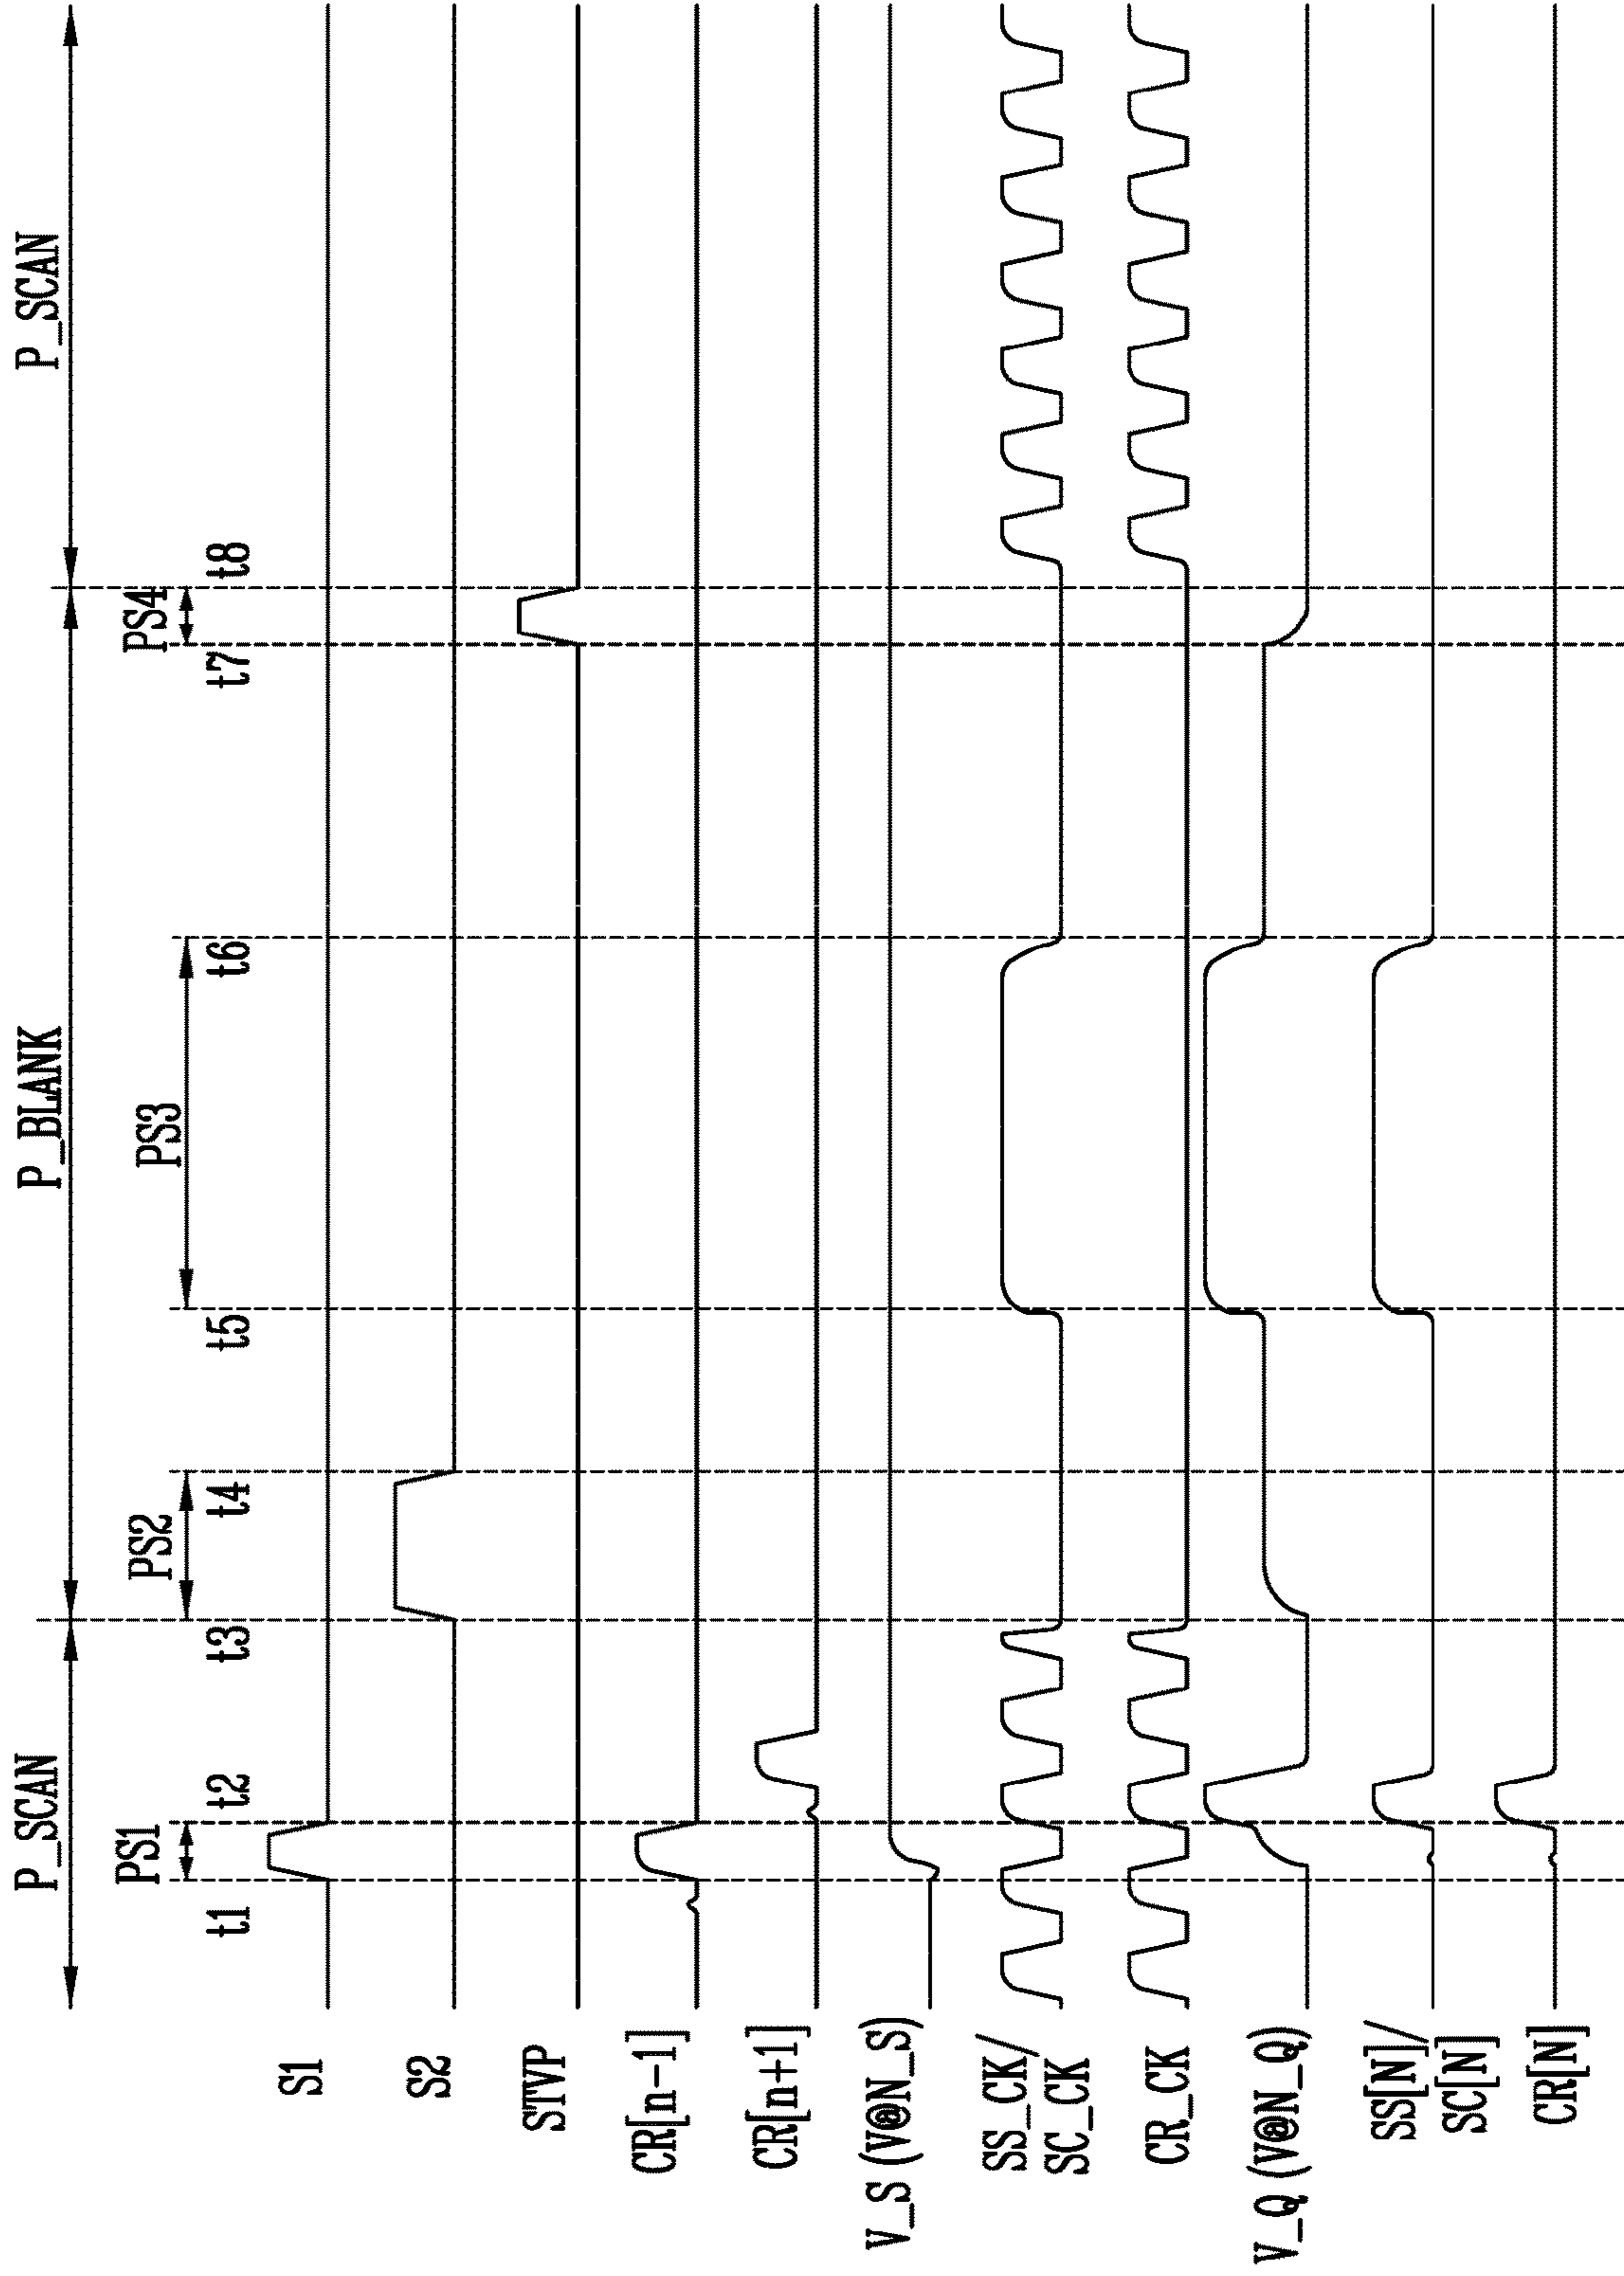 P_SCAN
P_BLANK
P_SCAN
PS1
PS2
PS3
PS4
t1
t2
t3
t4
t5
t6
t7
t8
S1
S2
STVP
CR[n-1]
CR[n+1]
V_S (V@N_S)
SS_CK/
SC_CK
CR_CK
V_Q (V@N_Q)
SS[N]/
SC[N]
CR[N]